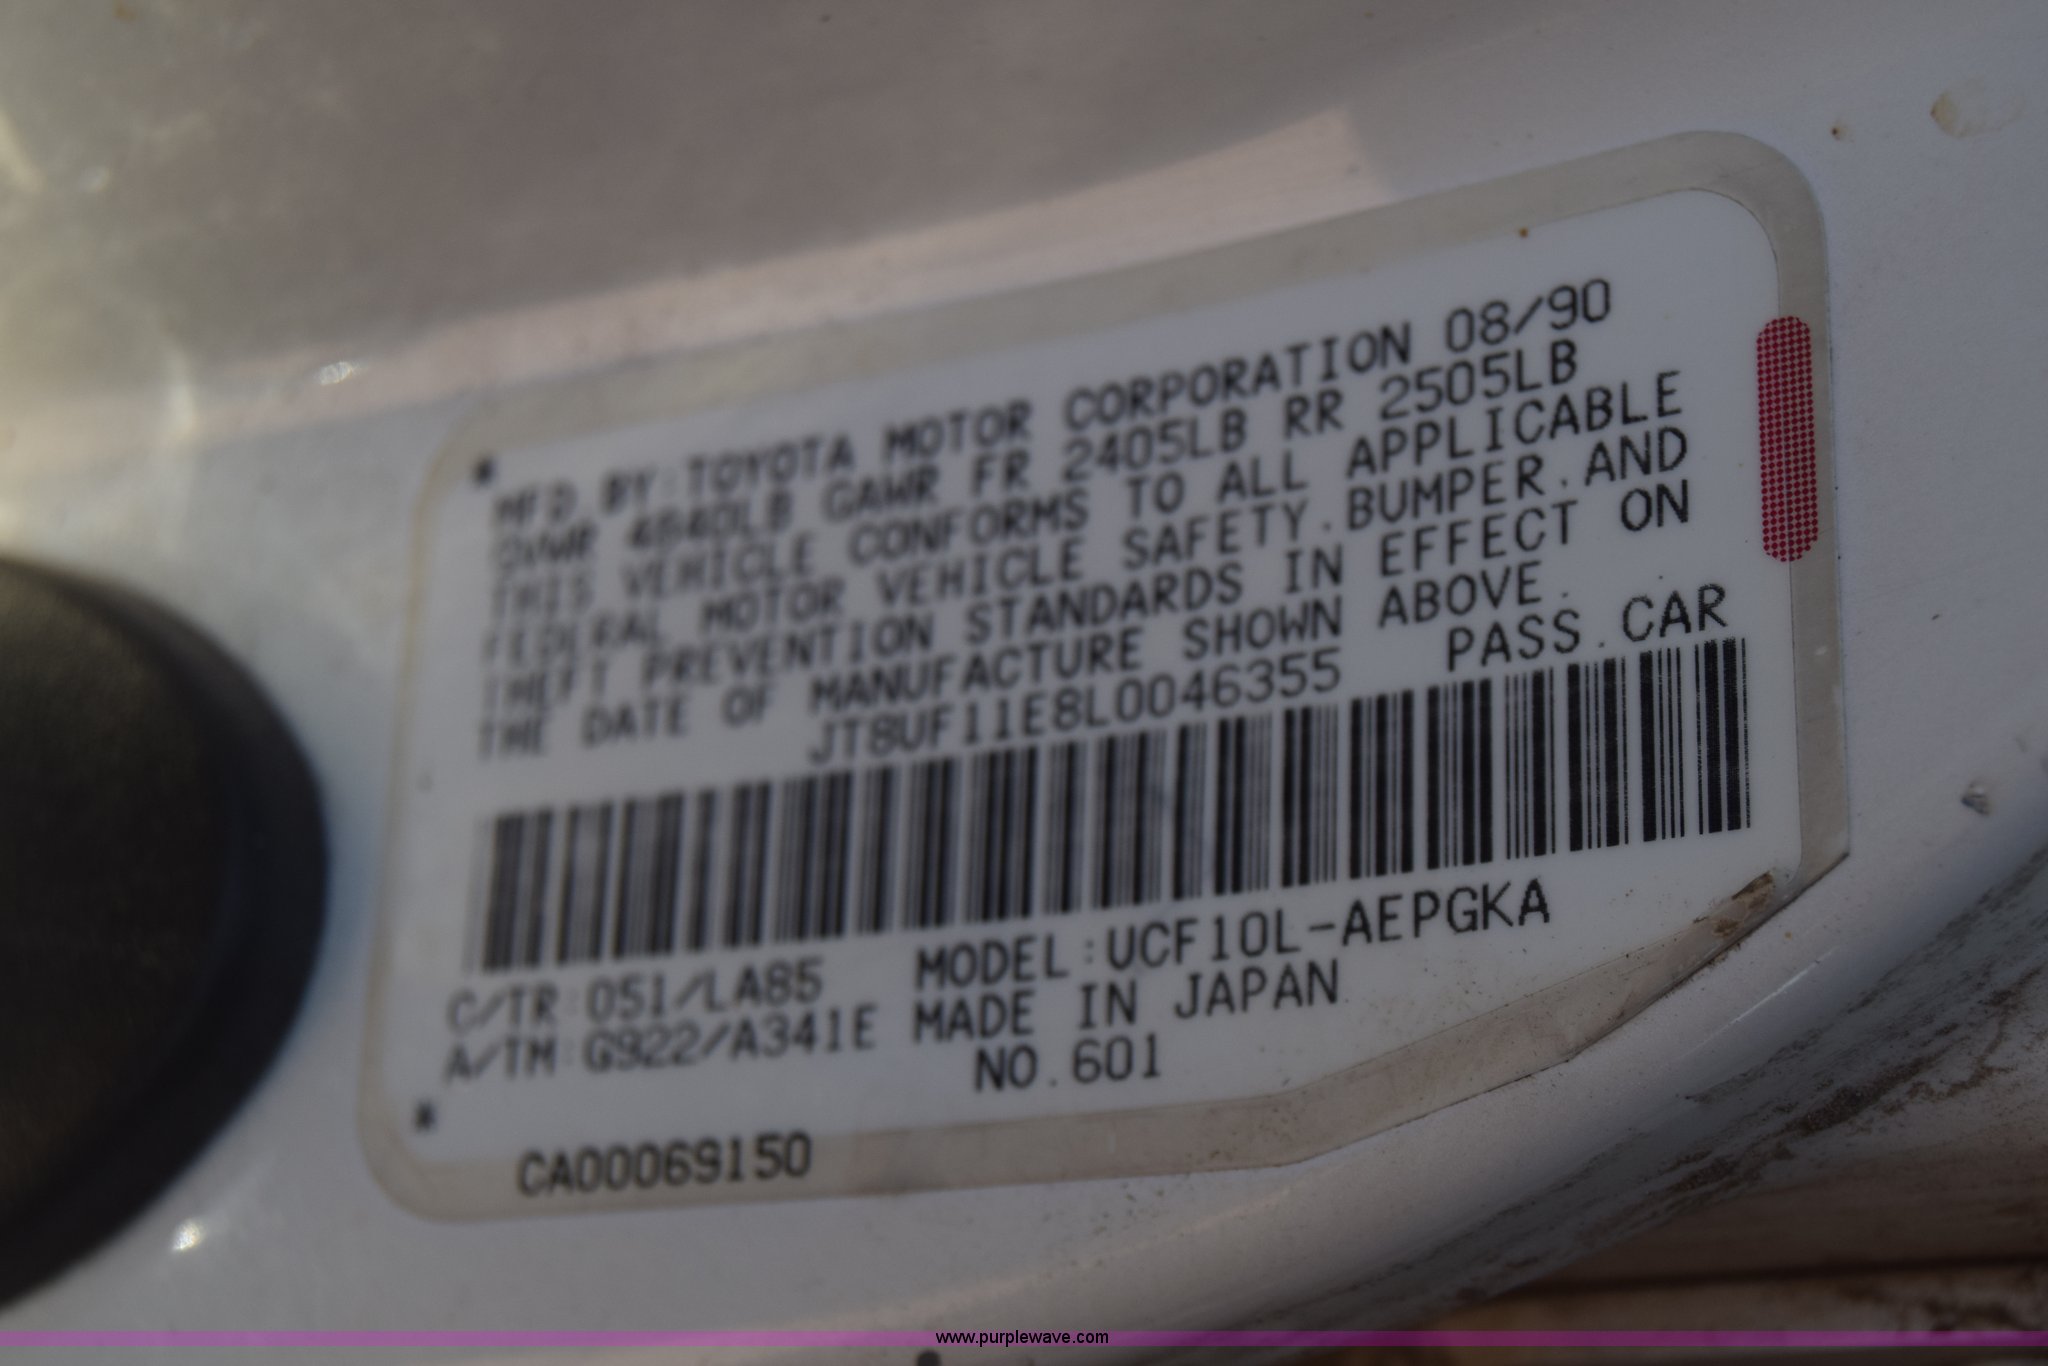 *
MFD. BY:TOYOTA MOTOR CORPORATION 08/90
GVWR 4840LB GAWR FR 2405LB RR 2505LB
THIS VEHICLE CONFORMS TO ALL APPLICABLE
FEDERAL MOTOR VEHICLE SAFETY,BUMPER,AND
THEFT PREVENTION STANDARDS IN EFFECT ON
THE DATE OF MANUFACTURE SHOWN ABOVE.
JT8UF11E8L0046355 PASS.CAR
C/TR:051/LA85 MODEL:UCF10L-AEPGKA
A/TM:G922/A341E MADE IN JAPAN
NO.601
*
CA00069150
www.purplewave.com